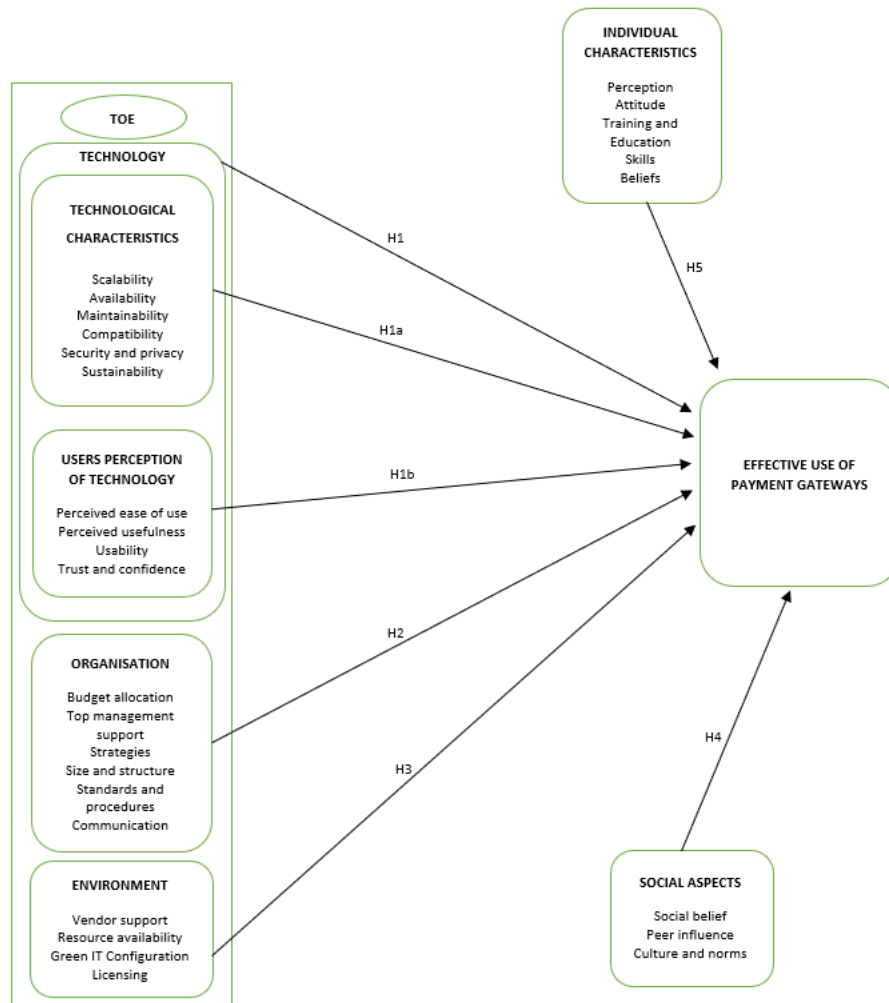 INDIVIDUAL
CHARACTERISTICS
Perception
Attitude
Training and
Education
Skills
Beliefs
TOE
TECHNOLOGY
TECHNOLOGICAL
CHARACTERISTICS
Scalability
Availability
Maintainability
Compatibility
Security and privacy
Sustainability
USERS PERCEPTION
OF TECHNOLOGY
Perceived ease of use
Perceived usefulness
Usability
Trust and confidence
ORGANISATION
Budget allocation
Top management
support
Strategies
Size and structure
Standards and
procedures
Communication
ENVIRONMENT
Vendor support
Resource availability
Green IT Configuration
Licensing
H1
H1a
H1b
H2
H3
H5
H4
EFFECTIVE USE OF
PAYMENT GATEWAYS
SOCIAL ASPECTS
Social belief
Peer influence
Culture and norms